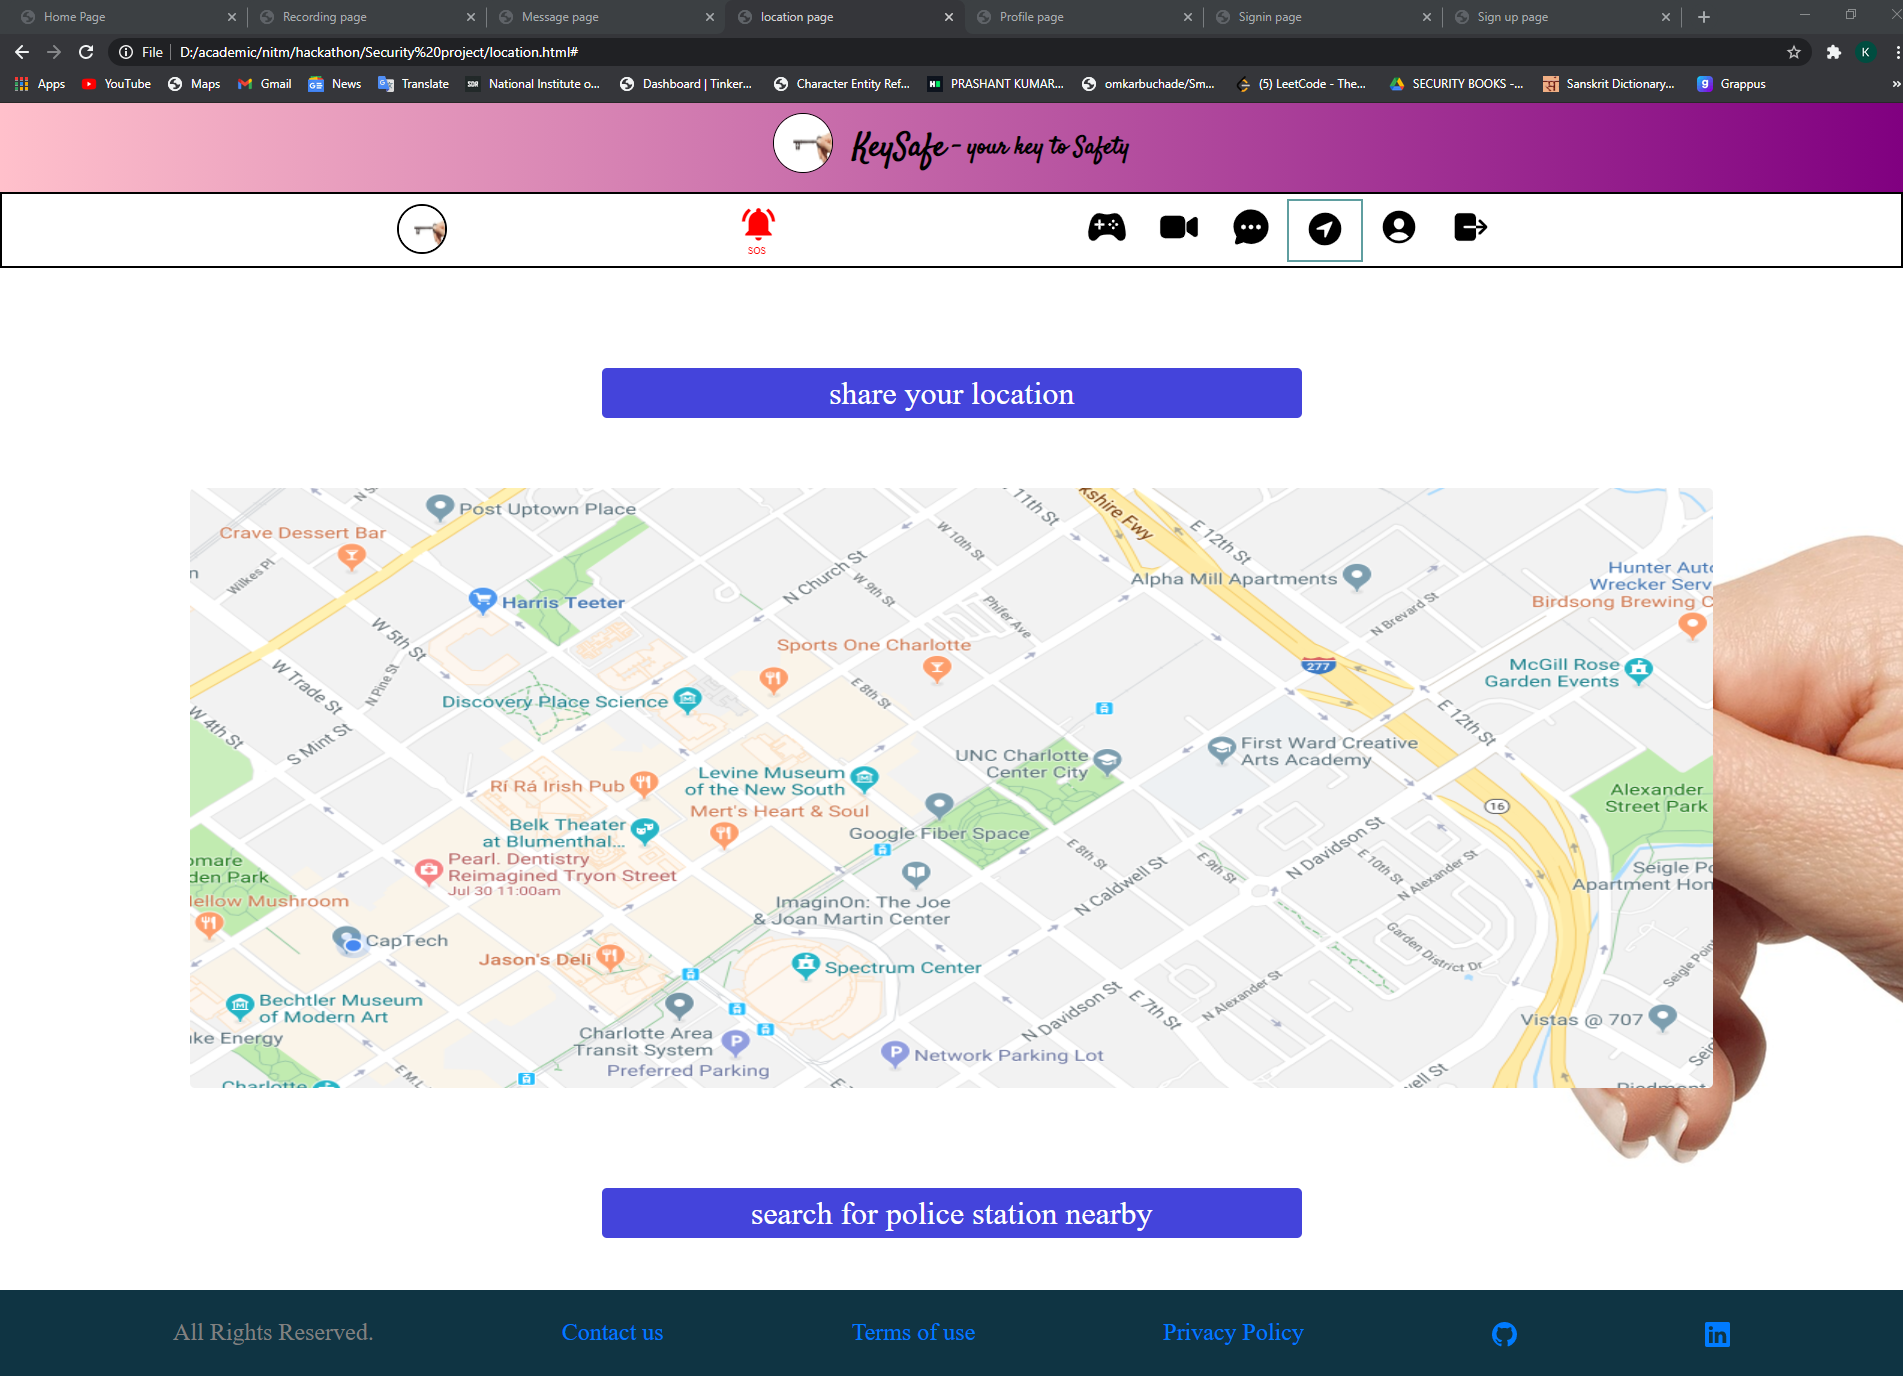 Home Page
Recording page
Message page
location page
Profile page
Signin page
Sign up page
File
D:/academic/nitm/hackathon/Security%20project/location.html#
K
Apps
YouTube
Maps
Gmail
News
Translate
National Institute o...
Dashboard | Tinker...
Character Entity Ref...
PRASHANT KUMAR...
omkarbuchade/Sm...
(5) LeetCode - The...
SECURITY BOOKS -...
Sanskrit Dictionary...
Grappus
KeySafe - your key to Safety
SOS
share your location
Post Uptown Place
Crave Dessert Bar
Wilkes Pl
Harris Teeter
W 5th St
W Trade St
N Pine St
W 4th St
S Mint St
N Church St
W 10th St
W 9th St
11th St
kshire Fwy
E 12th St
Phifer Ave
Alpha Mill Apartments
N Brevard St
Hunter Auto
Wrecker Serv
Birdsong Brewing C
Sports One Charlotte
277
McGill Rose
Garden Events
Discovery Place Science
E 8th St
E 12th St
UNC Charlotte
Center City
First Ward Creative
Arts Academy
Rí Rá Irish Pub
Levine Museum
of the New South
Mert's Heart & Soul
Alexander
Street Park
16
Belk Theater
at Blumenthal...
Google Fiber Space
N Davidson St
Pearl. Dentistry
Reimagined Tryon Street
Jul 30 11:00am
E 8th St
E 9th St
E 10th St
N Alexander St
N Caldwell St
omare
den Park
Seigle Po
Apartment Hom
ellow Mushroom
ImaginOn: The Joe
& Joan Martin Center
CapTech
Jason's Deli
Spectrum Center
Garden District Dr
Seigle Poin
Bechtler Museum
of Modern Art
ke Energy
Charlotte Area
Transit System
Preferred Parking
P
P
Network Parking Lot
N Davidson St
E 7th St
N Alexander St
Vistas @ 707
Charlotte
well St
Piedmont
search for police station nearby
All Rights Reserved.
Contact us
Terms of use
Privacy Policy
in